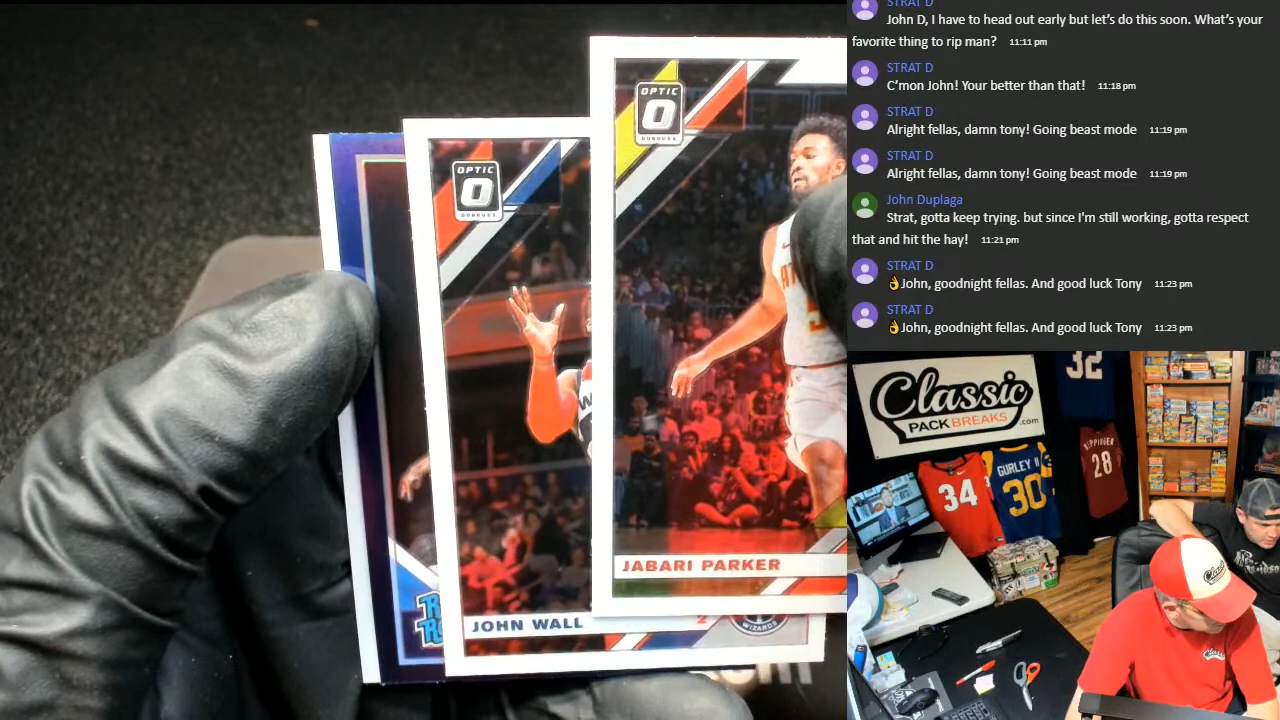 STRAT D
John D, I have to head out early but let's do this soon. What's your
favorite thing to rip man? 11:11 pm
STRAT D
C'mon John! Your better than that! 11:18 pm
STRAT D
Alright fellas, damn tony! Going beast mode 11:19 pm
STRAT D
Alright fellas, damn tony! Going beast mode 11:19 pm
John Duplaga
Strat, gotta keep trying. but since I'm still working, gotta respect
that and hit the hay! 11:21 pm
STRAT D
👌John, goodnight fellas. And good luck Tony 11:23 pm
STRAT D
👌John, goodnight fellas. And good luck Tony 11:23 pm
OPTIC
DONRUSS
JABARI PARKER
OPTIC
DONRUSS
JOHN WALL
2
WIZARDS
Classic
PACK BREAKS .com
32
34
GURLEY II
30
28
Classic